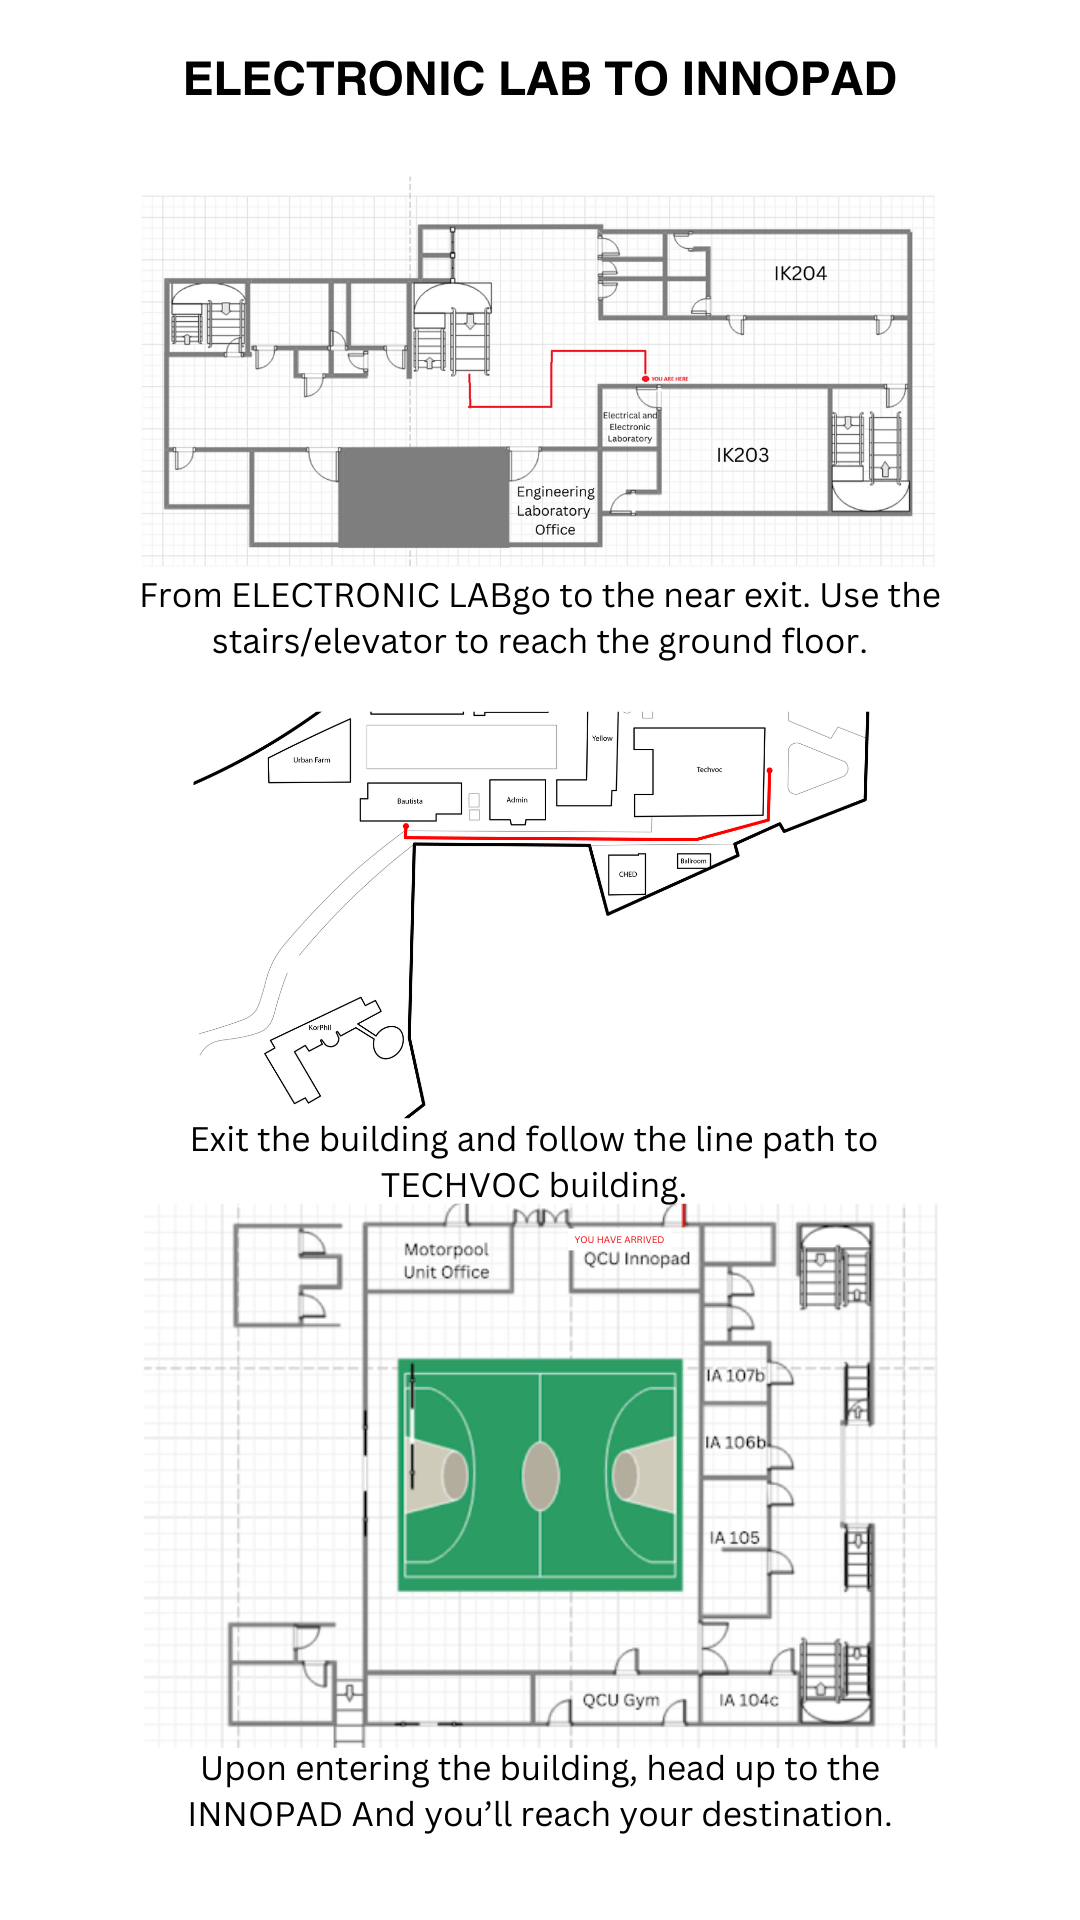 ELECTRONIC LAB TO INNOPAD
IK204
YOU ARE HERE
Electrical and
Electronic
Laboratory
IK203
Engineering
Laboratory
Office
From ELECTRONIC LABgo to the near exit. Use the
stairs/elevator to reach the ground floor.
Urban Farm
Yellow
Techvoc
Bautista
Admin
CHED
Ballroom
KorPhil
Exit the building and follow the line path to
TECHVOC building.
Motorpool
Unit Office
YOU HAVE ARRIVED
QCU Innopad
IA 107b
IA 106b
IA 105
QCU Gym
IA 104c
Upon entering the building, head up to the
INNOPAD And you’ll reach your destination.